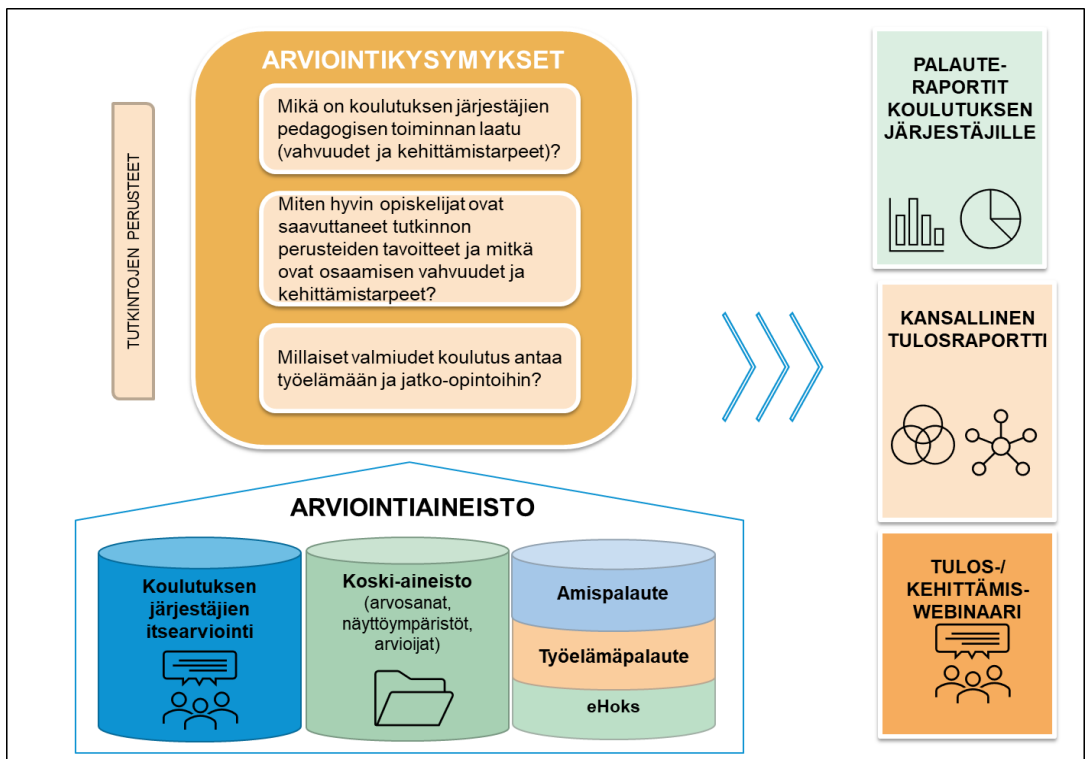 TUTKINTOJEN PERUSTEET
ARVIOINTIKYSYMYKSET
Mikä on koulutuksen järjestäjien
pedagogisen toiminnan laatu
(vahvuudet ja kehittämistarpeet)?
Miten hyvin opiskelijat ovat
saavuttaneet tutkinnon
perusteiden tavoitteet ja mitkä
ovat osaamisen vahvuudet ja
kehittämistarpeet?
Millaiset valmiudet koulutus antaa
työelämään ja jatko-opintoihin?
ARVIOINTIAINEISTO
Koulutuksen
järjestäjien
itsearviointi
Koski-aineisto
(arvosanat,
näyttöympäristöt,
arvioijat)
Amispalaute
Työelämäpalaute
eHoks
PALAUTE-
RAPORTIT
KOULUTUKSEN
JÄRJESTÄJILLE
KANSALLINEN
TULOSRAPORTTI
TULOS-/
KEHITTÄMIS-
WEBINAARI